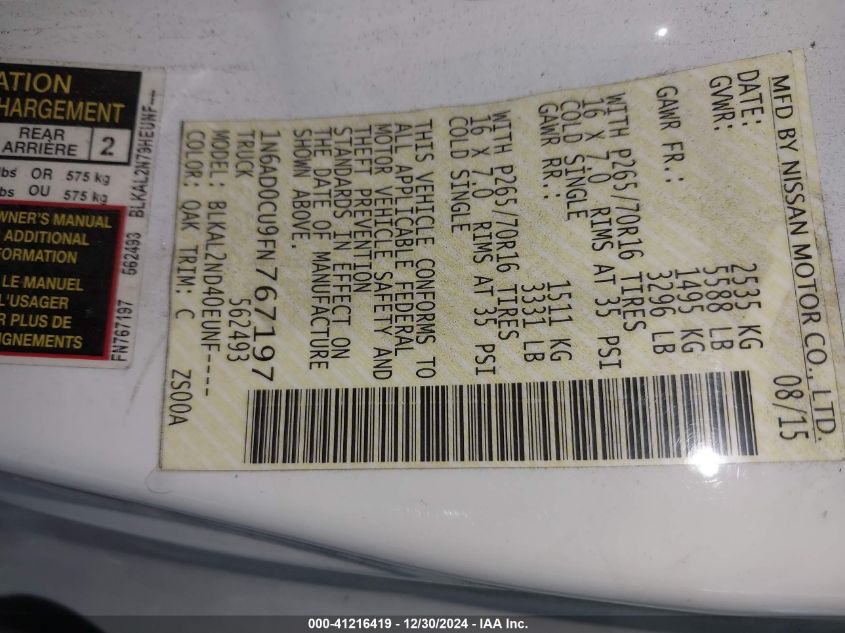 MFD BY NISSAN MOTOR CO., LTD.
DATE: 08/15
GVWR: 2535 KG
5588 LB
GAWR FR.: 1495 KG
3296 LB
WITH P265/70R16 TIRES
16 X 7.0 RIMS AT 35 PSI
COLD SINGLE
GAWR RR.: 1511 KG
3331 LB
WITH P265/70R16 TIRES
16 X 7.0 RIMS AT 35 PSI
COLD SINGLE
THIS VEHICLE CONFORMS TO
ALL APPLICABLE FEDERAL
MOTOR VEHICLE SAFETY AND
THEFT PREVENTION
STANDARDS IN EFFECT ON
THE DATE OF MANUFACTURE
SHOWN ABOVE.
1N6AD0CU9FN767197
TRUCK 562493
MODEL: BLKAL2ND40EUNF----
COLOR: QAK TRIM: C ZS00A
ATION
HARGEMENT
REAR
ARRIÈRE 2
lbs OR 575 kg
bs OU 575 kg
OWNER'S MANUAL
ADDITIONAL
FORMATION
LE MANUEL
L'USAGER
R PLUS DE
IGNEMENTS
FN767197 562493 BLKAL2N79HEUNF---
000-41216419 - 12/30/2024 - IAA Inc.